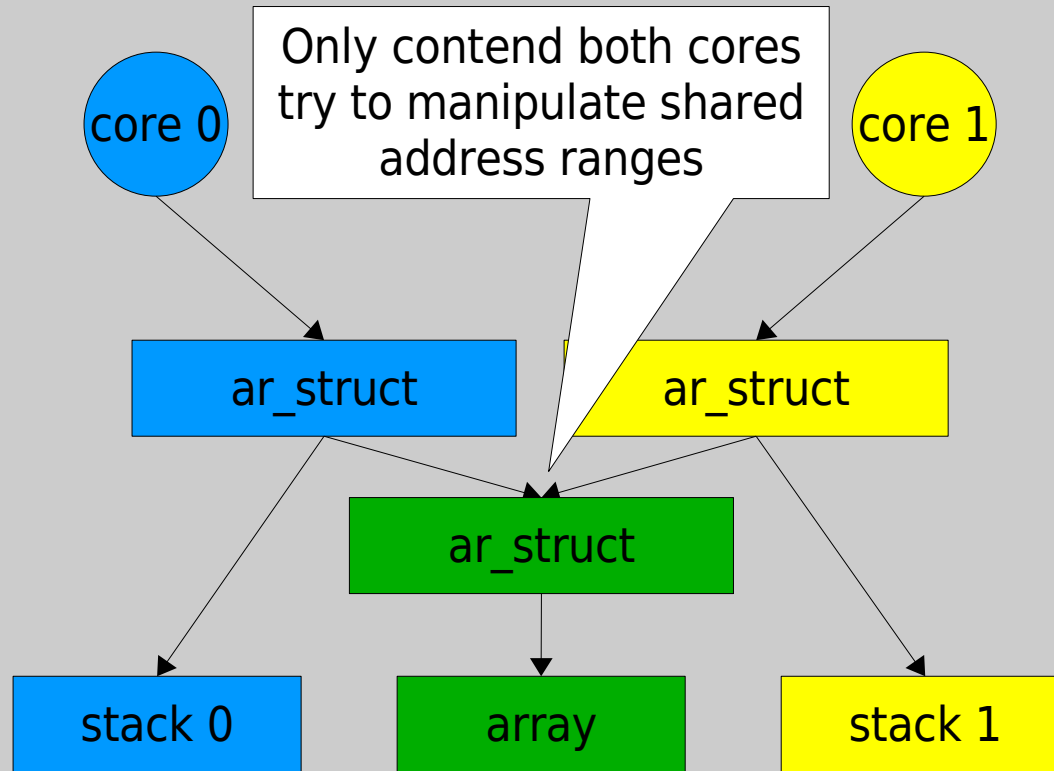 Only contend both cores
try to manipulate shared
address ranges
core 0
core 1
ar_struct
ar_struct
ar_struct
stack 0
array
stack 1